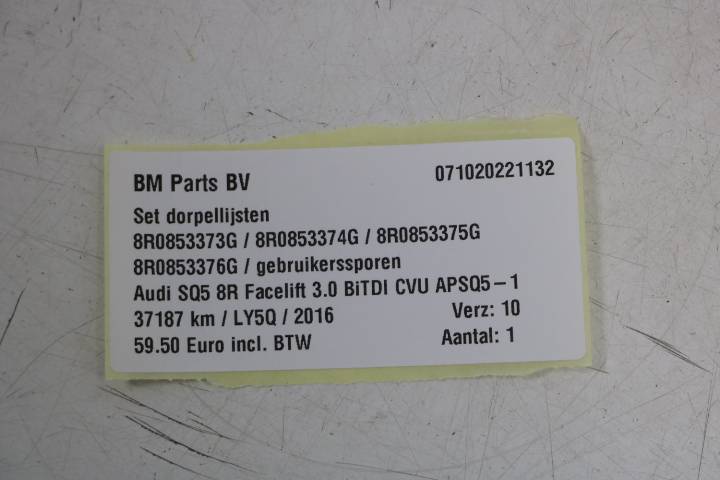 BM Parts BV 071020221132
Set dorpellijsten
8R0853373G / 8R0853374G / 8R0853375G
8R0853376G / gebruikerssporen
Audi SQ5 8R Facelift 3.0 BiTDI CVU APSQ5-1
37187 km / LY5Q / 2016 Verz: 10
59.50 Euro incl. BTW Aantal: 1